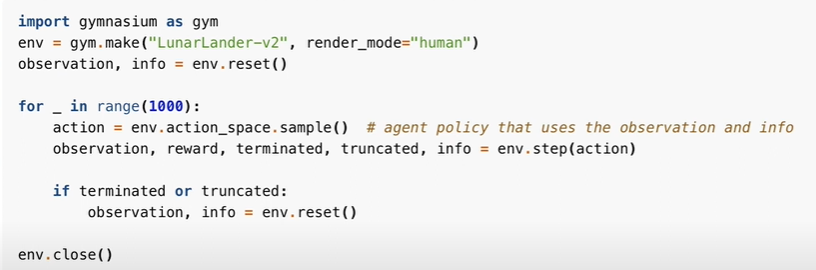 import gymnasium as gym
env = gym.make("LunarLander-v2", render_mode="human")
observation, info = env.reset()

for _ in range(1000):
    action = env.action_space.sample()  # agent policy that uses the observation and info
    observation, reward, terminated, truncated, info = env.step(action)

    if terminated or truncated:
        observation, info = env.reset()

env.close()